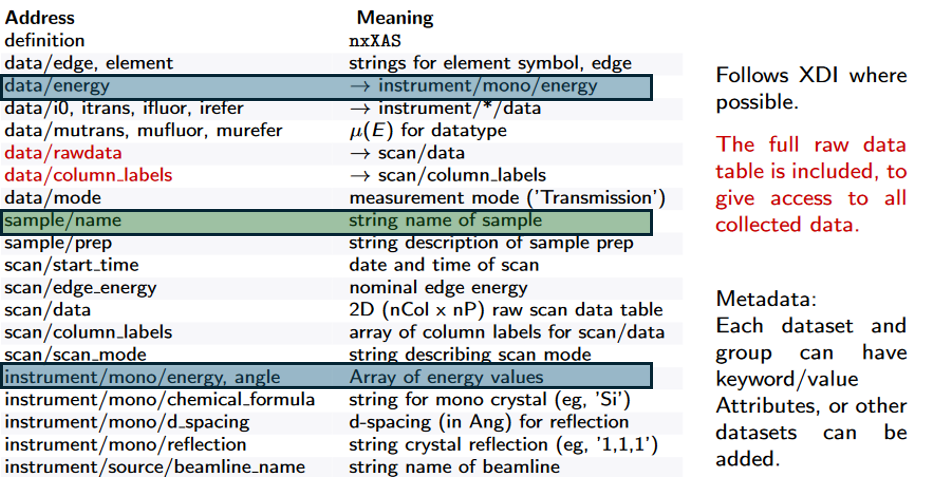 Address Meaning
definition nxXAS
data/edge, element strings for element symbol, edge
data/energy → instrument/mono/energy
data/i0, itrans, ifluor, irefer → instrument/*/data
data/mutrans, mufluor, murefer μ(E) for datatype
data/rawdata → scan/data
data/column_labels → scan/column_labels
data/mode measurement mode ('Transmission')
sample/name string name of sample
sample/prep string description of sample prep
scan/start_time date and time of scan
scan/edge_energy nominal edge energy
scan/data 2D (nCol x nP) raw scan data table
scan/column_labels array of column labels for scan/data
scan/scan_mode string describing scan mode
instrument/mono/energy, angle Array of energy values
instrument/mono/chemical_formula string for mono crystal (eg, 'Si')
instrument/mono/d_spacing d-spacing (in Ang) for reflection
instrument/mono/reflection string crystal reflection (eg, '1,1,1')
instrument/source/beamline_name string name of beamline
Follows XDI where
possible.
The full raw data
table is included, to
give access to all
collected data.
Metadata:
Each dataset and
group can have
keyword/value
Attributes, or other
datasets can be
added.